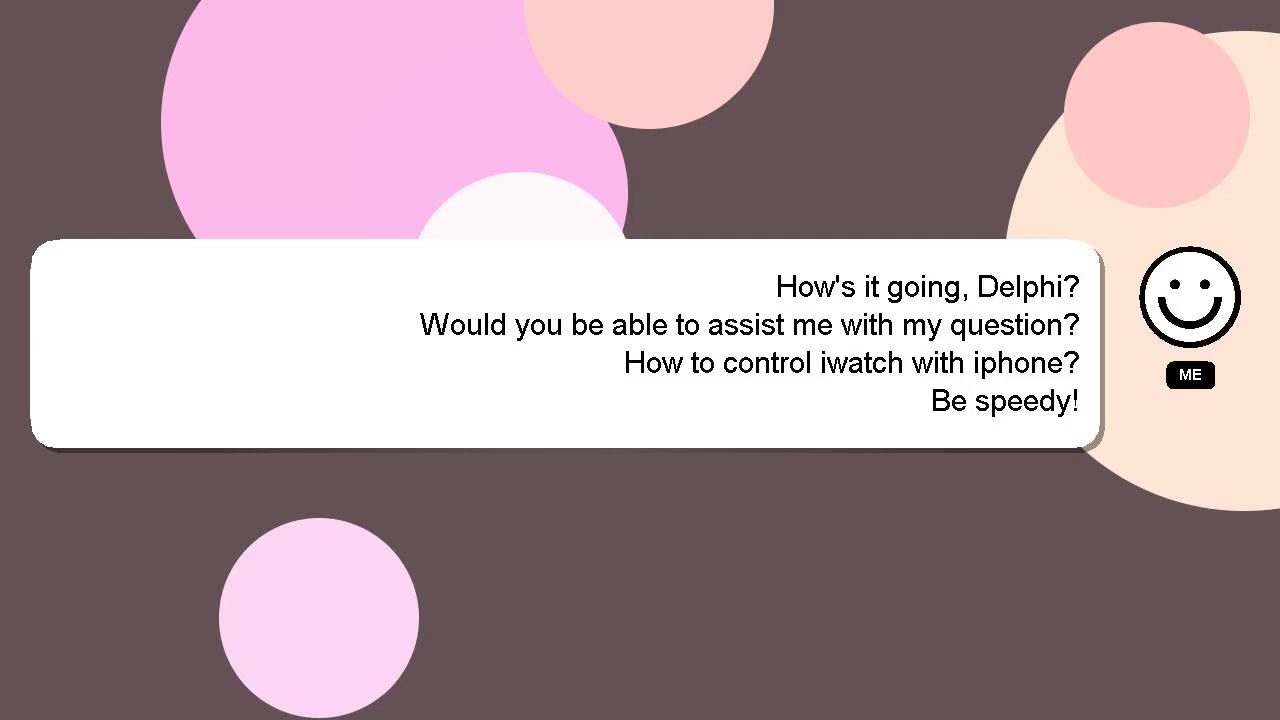 How's it going, Delphi?
Would you be able to assist me with my question?
How to control iwatch with iphone?
Be speedy!
ME